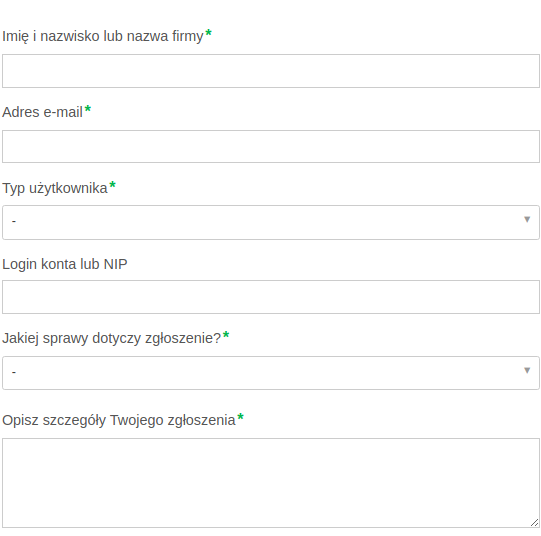 Imię i nazwisko lub nazwa firmy*
Adres e-mail*
Typ użytkownika*
-
Login konta lub NIP
Jakiej sprawy dotyczy zgłoszenie?*
-
Opisz szczegóły Twojego zgłoszenia*